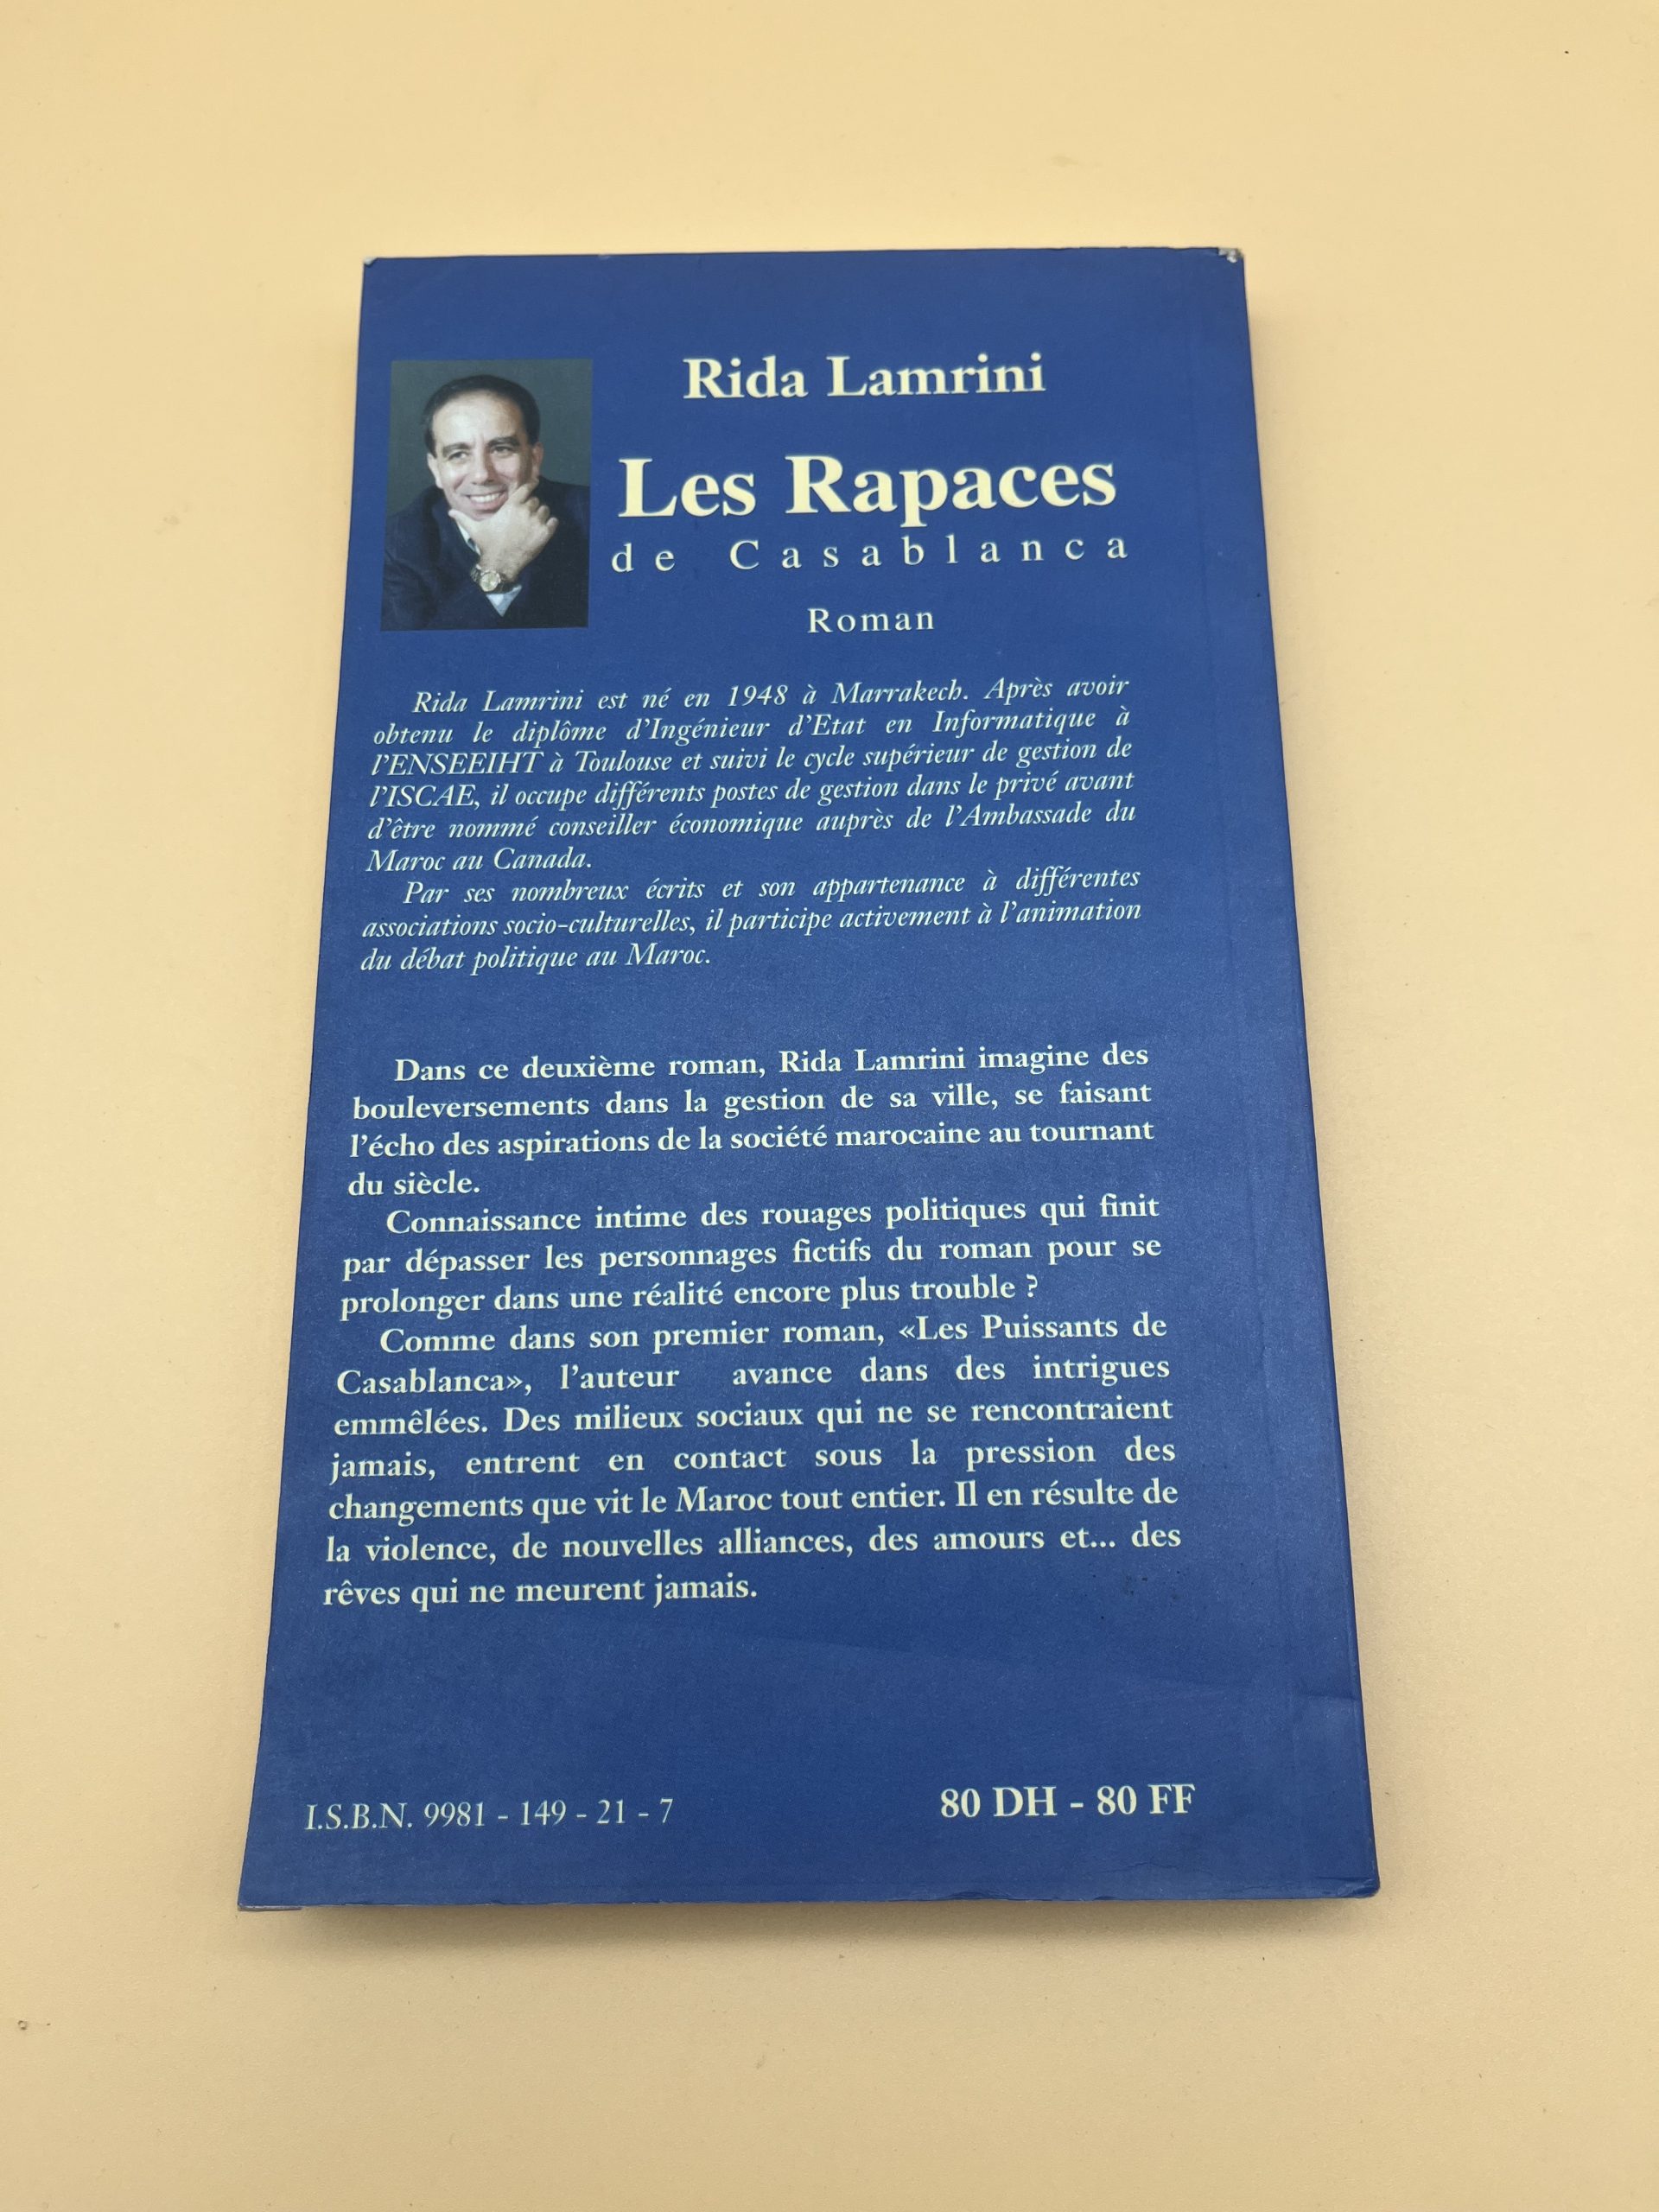 Rida Lamrini
Les Rapaces
de Casablanca
Roman
Rida Lamrini est né en 1948 à Marrakech. Après avoir
obtenu le diplôme d'Ingénieur d'Etat en Informatique à
l'ENSEEIHT à Toulouse et suivi le cycle supérieur de gestion de
l'ISCAE, il occupe différents postes de gestion dans le privé avant
d'être nommé conseiller économique auprès de l'Ambassade du
Maroc au Canada.
Par ses nombreux écrits et son appartenance à différentes
associations socio-culturelles, il participe activement à l'animation
du débat politique au Maroc.
Dans ce deuxième roman, Rida Lamrini imagine des
bouleversements dans la gestion de sa ville, se faisant
l'écho des aspirations de la société marocaine au tournant
du siècle.
Connaissance intime des rouages politiques qui finit
par dépasser les personnages fictifs du roman pour se
prolonger dans une réalité encore plus trouble ?
Comme dans son premier roman, «Les Puissants de
Casablanca», l'auteur avance dans des intrigues
emmêlées. Des milieux sociaux qui ne se rencontraient
jamais, entrent en contact sous la pression des
changements que vit le Maroc tout entier. Il en résulte de
la violence, de nouvelles alliances, des amours et... des
rêves qui ne meurent jamais.
I.S.B.N. 9981 - 149 - 21 - 7
80 DH - 80 FF